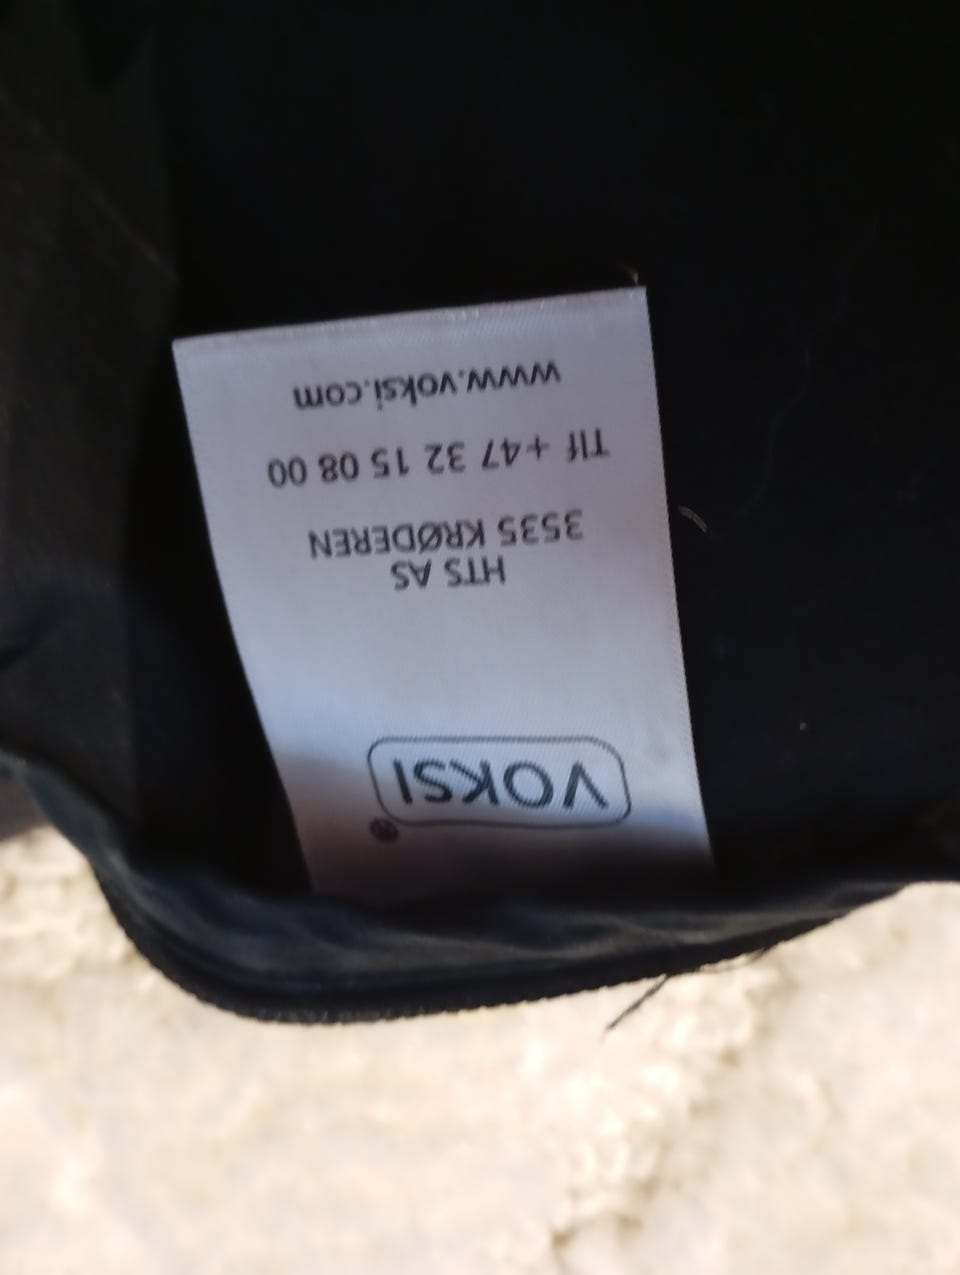 VOKSI®
HTS AS
3535 KRØDEREN
Tlf +47 32 15 08 00
www.voksi.com